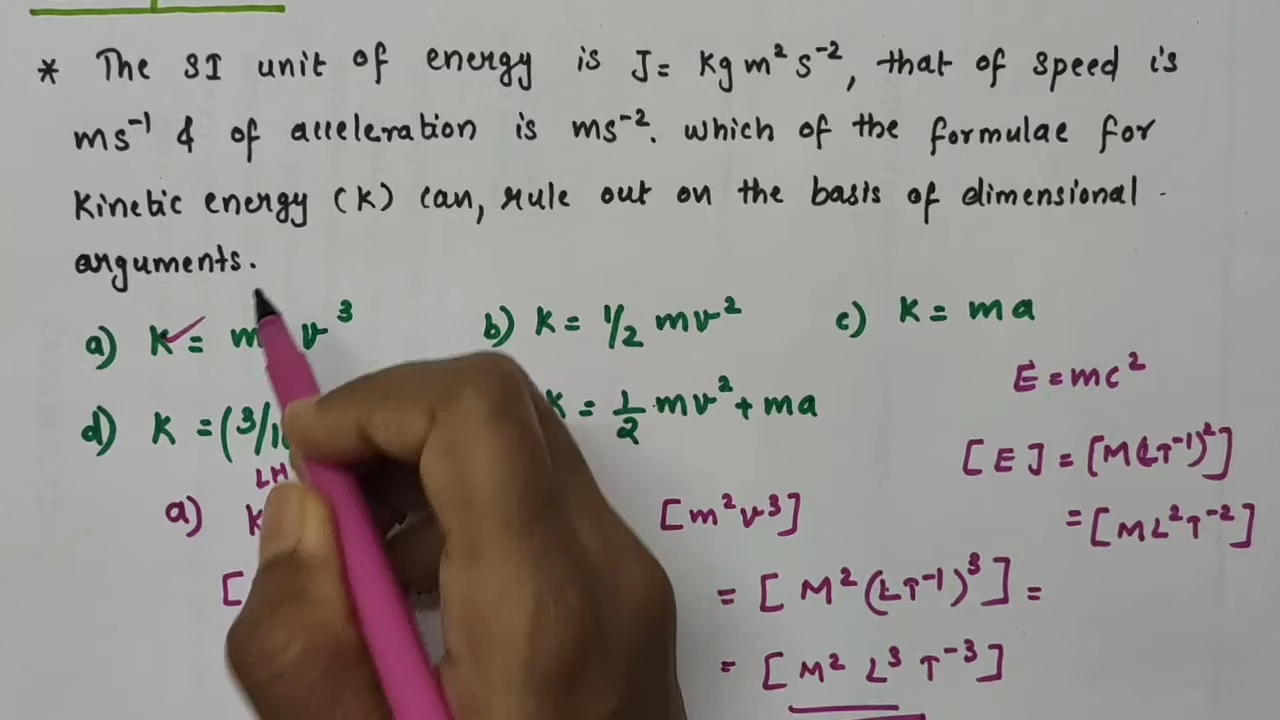 * The SI unit of energy is J= Kg m² s⁻², that of speed is
ms⁻¹ & of acceleration is ms⁻². which of the formulae for
Kinetic energy (K) can, rule out on the basis of dimensional
arguments.
a) K = m v³ b) K = 1/2 mv² c) K = ma
E = mc²
d) K = (3/1 K = 1/2 mv² + ma
[E] = [M(LT⁻¹)²]
LH
a) K [m²v³] = [ML²T⁻²]
[ = [M²(LT⁻¹)³] =
= [M² L³ T⁻³]